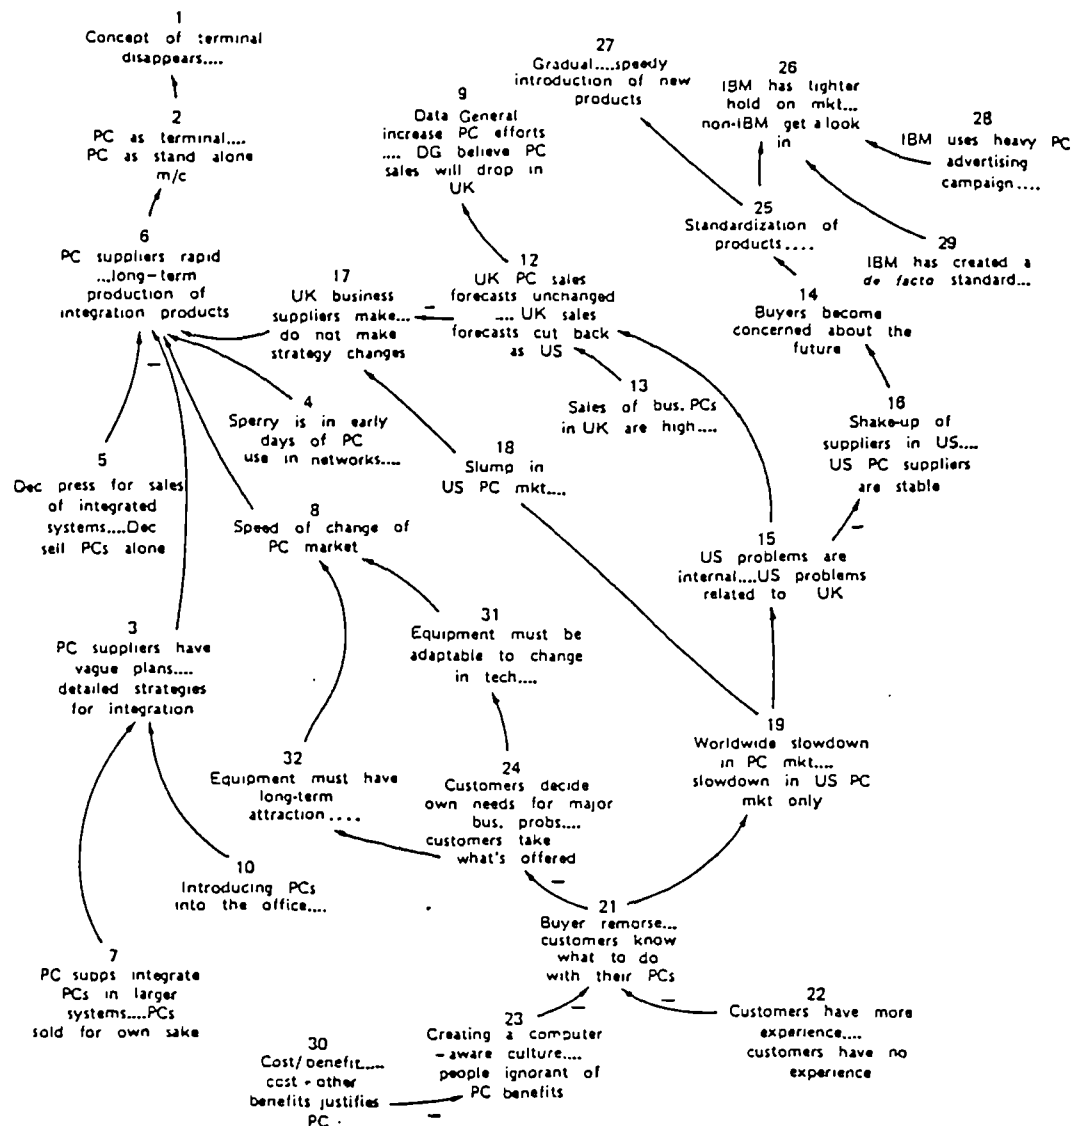 1
Concept of terminal
disappears....
2
PC as terminal....
PC as stand alone
m/c
6
PC suppliers rapid
...long-term
production of
integration products
9
Data General
increase PC efforts
.... DG believe PC
sales will drop in
UK
27
Gradual....speedy
introduction of new
products
26
IBM has tighter
hold on mkt...
non-IBM get a look
in
28
IBM uses heavy PC
advertising
campaign....
25
Standardization of
products....
29
IBM has created a
de facto standard...
17
UK business
suppliers make...
do not make
strategy changes
12
UK PC sales
forecasts unchanged
.... UK sales
forecasts cut back
as US
14
Buyers become
concerned about the
future
4
Sperry is in early
days of PC
use in networks....
13
Sales of bus. PCs
in UK are high....
16
Shake-up of
suppliers in US....
US PC suppliers
are stable
5
Dec press for sales
of integrated
systems....Dec
sell PCs alone
18
Slump in
US PC mkt....
8
Speed of change of
PC market
15
US problems are
internal....US problems
related to UK
3
PC suppliers have
vague plans....
detailed strategies
for integration
31
Equipment must be
adaptable to change
in tech....
19
Worldwide slowdown
in PC mkt....
slowdown in US PC
mkt only
32
Equipment must have
long-term
attraction....
24
Customers decide
own needs for major
bus. probs....
customers take
what's offered
10
Introducing PCs
into the office....
21
Buyer remorse...
customers know
what to do
with their PCs
7
PC supps integrate
PCs in larger
systems....PCs
sold for own sake
22
Customers have more
experience....
customers have no
experience
23
Creating a computer
-aware culture....
people ignorant of
PC benefits
30
Cost/benefit....
cost + other
benefits justifies
PC.